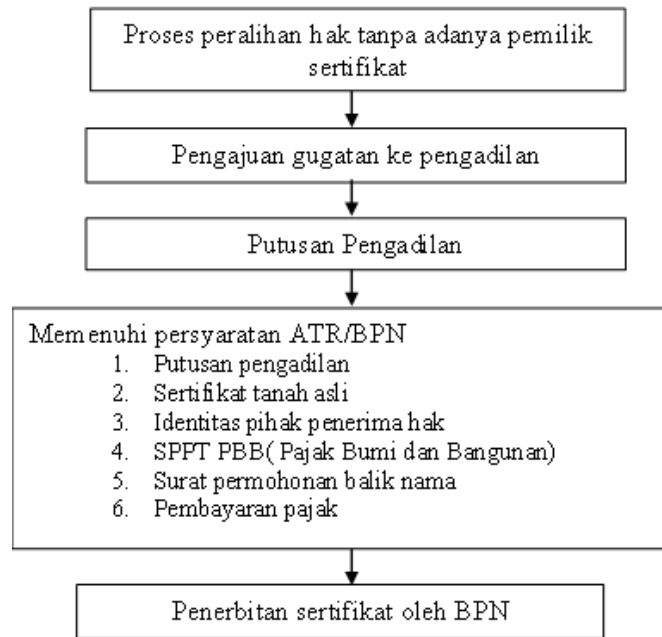 Proses peralihan hak tanpa adanya pemilik
sertifikat
Pengajuan gugatan ke pengadilan
Putusan Pengadilan
Memenuhi persyaratan ATR/BPN
1. Putusan pengadilan
2. Sertifikat tanah asli
3. Identitas pihak penerima hak
4. SPPT PBB( Pajak Bumi dan Bangunan)
5. Surat permohonan balik nama
6. Pembayaran pajak
Penerbitan sertifikat oleh BPN